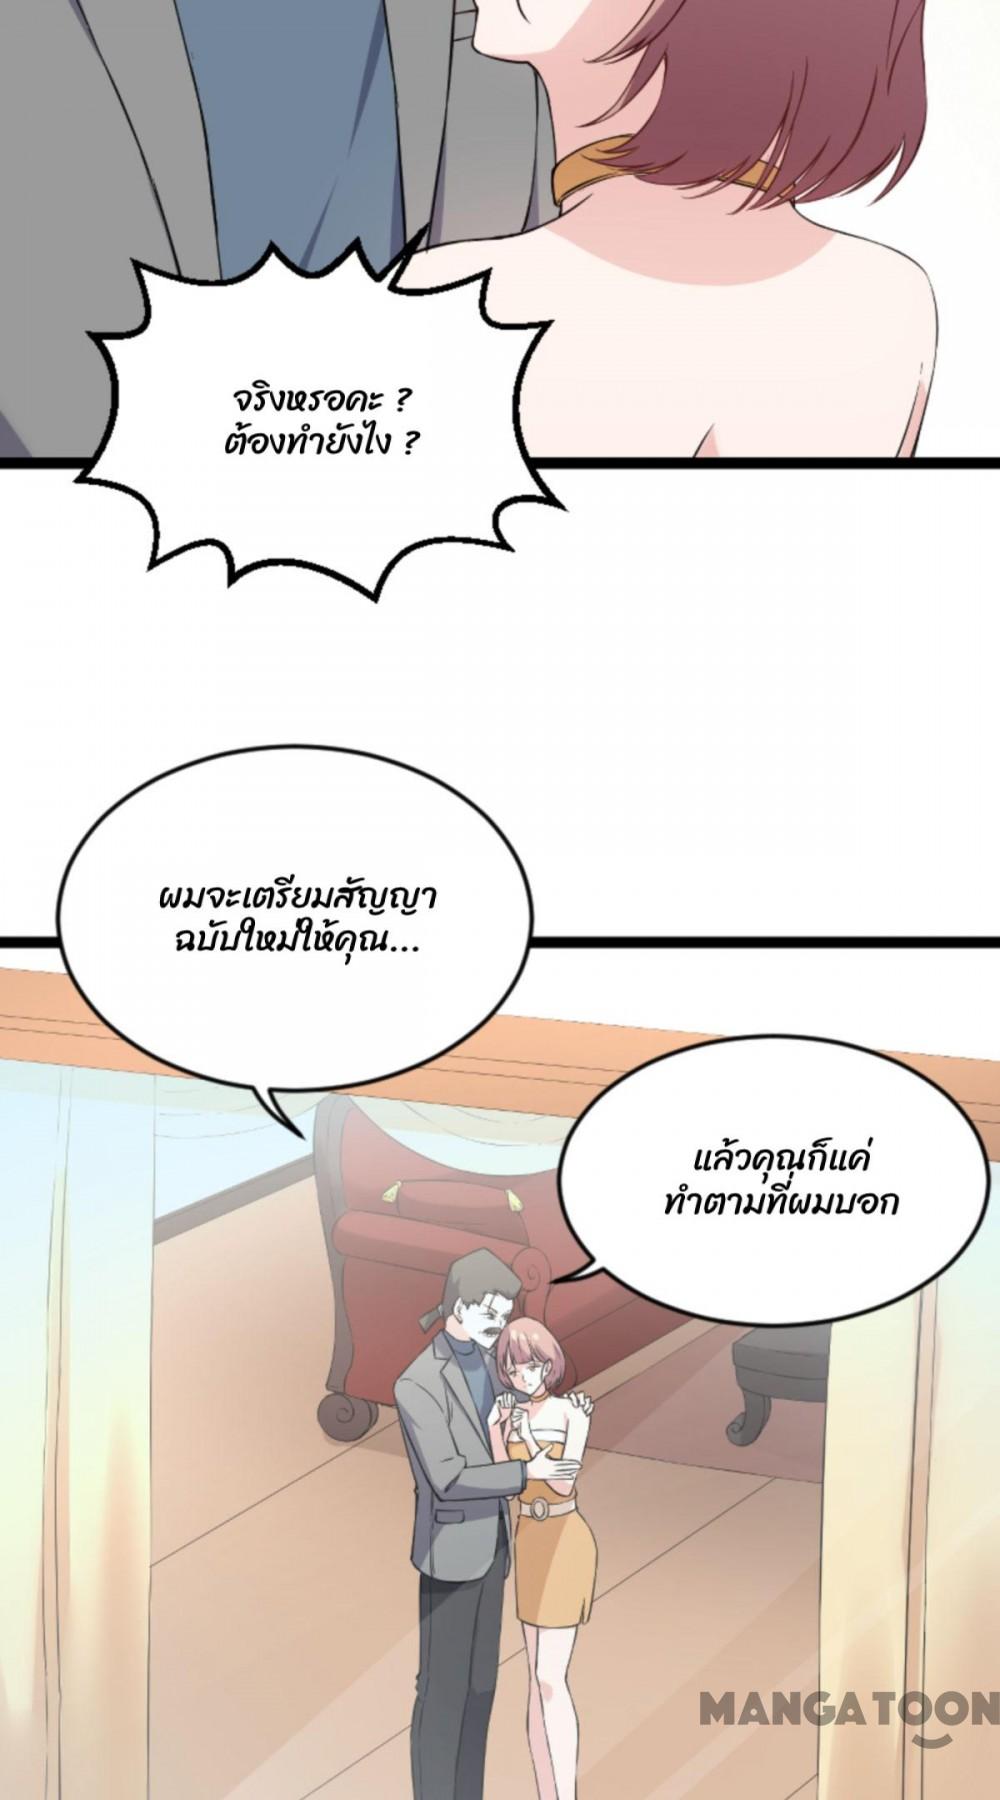 จริงหรอคะ ?
ต้องทำยังไง ?
ผมจะเตรียมสัญญา
ฉบับใหม่ให้คุณ...
แล้วคุณก็แค่
ทำตามที่ผมบอก
MANGATOON